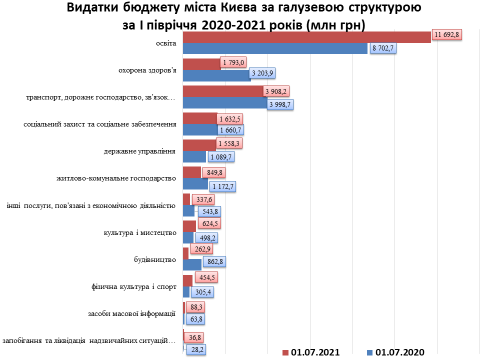 Видатки бюджету міста Києва за галузевою структурою
за І півріччя 2020-2021 років (млн грн)
освіта
11 692,8
8 702,7
охорона здоров'я
1 793,0
3 203,9
транспорт, дорожнє господарство, зв'язок…
3 908,2
3 998,7
соціальний захист та соціальне забезпечення
1 632,5
1 660,7
державне управління
1 558,3
1 089,7
житлово-комунальне господарство
849,8
1 172,7
інші послуги, пов'язані з економічною діяльністю
337,6
543,8
культура і мистецтво
624,5
498,2
будівництво
262,9
862,8
фізична культура і спорт
454,5
305,4
засоби масової інформації
88,3
63,8
запобігання та ліквідація надзвичайних ситуацій…
36,8
28,2
01.07.2021
01.07.2020